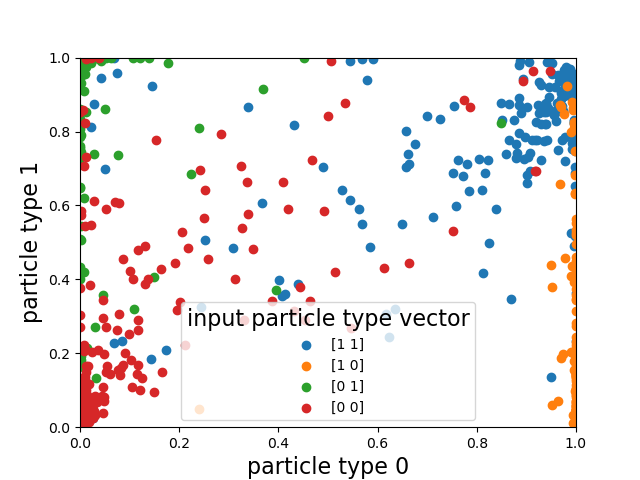 1.0
0.8
0.6
0.4
0.2
0.0
particle type 1
input particle type vector
[1 1]
[1 0]
[0 1]
[0 0]
0.0 0.2 0.4 0.6 0.8 1.0
particle type 0